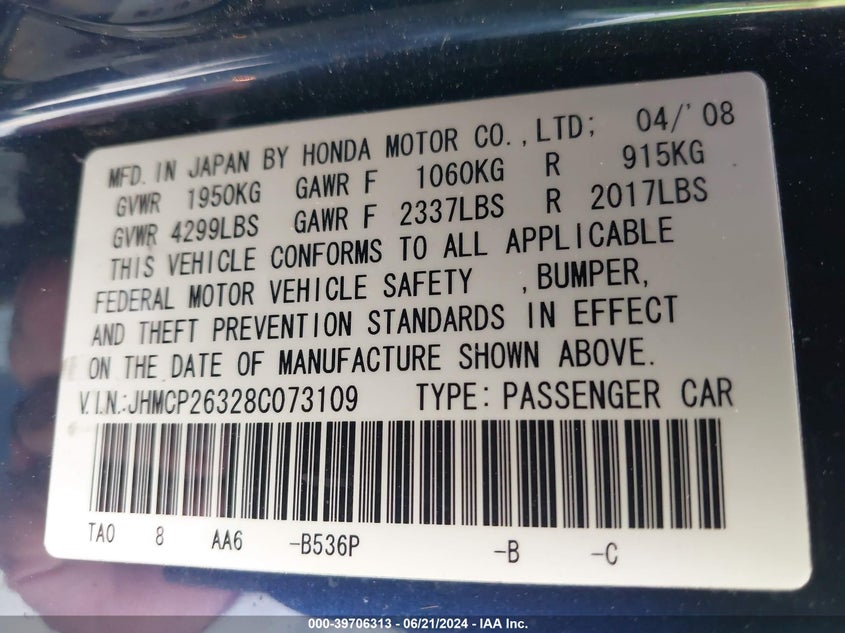 MFD. IN JAPAN BY HONDA MOTOR CO.,LTD; 04/'08
GVWR 1950KG GAWR F 1060KG R 915KG
GVWR 4299LBS GAWR F 2337LBS R 2017LBS
THIS VEHICLE CONFORMS TO ALL APPLICABLE
FEDERAL MOTOR VEHICLE SAFETY ,BUMPER,
AND THEFT PREVENTION STANDARDS IN EFFECT
ON THE DATE OF MANUFACTURE SHOWN ABOVE.
V.I.N.:JHMCP26328C073109 TYPE: PASSENGER CAR
TA0 8 AA6 -B536P -B -C
000-39706313 - 06/21/2024 - IAA Inc.